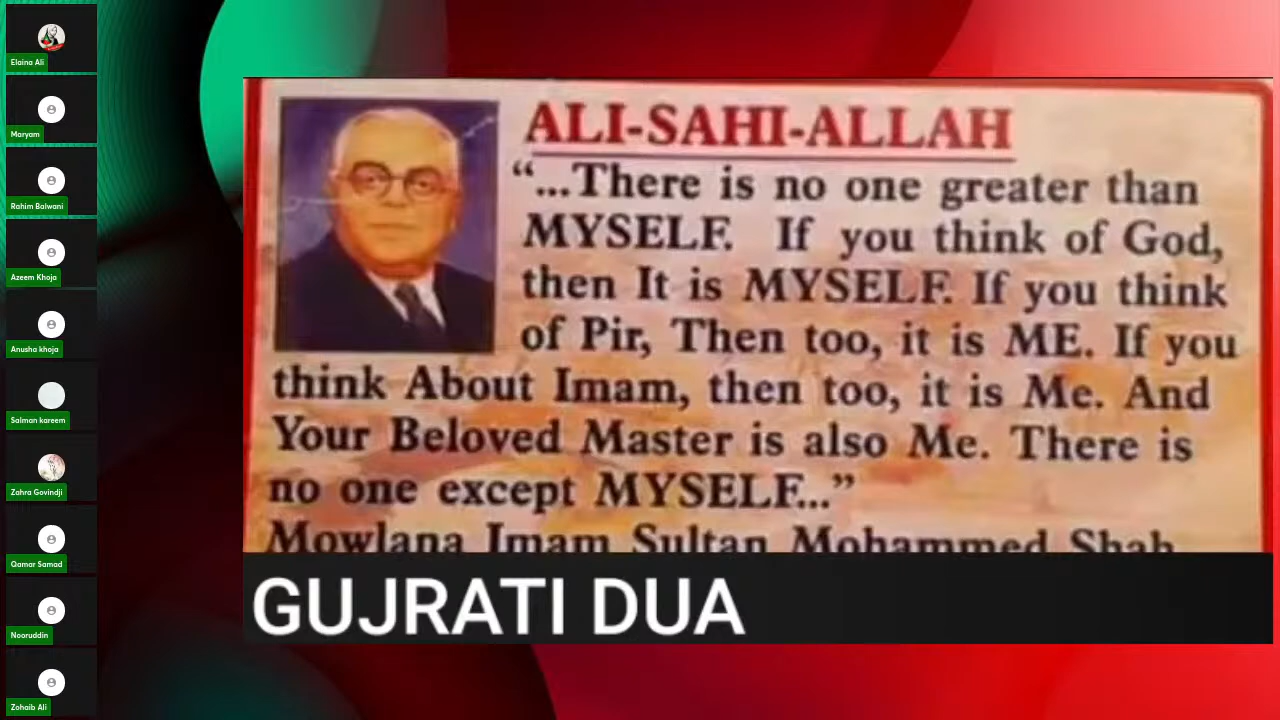 Elaina Ali
Maryam
Rahim Balwani
Azeem Khoja
Anusha khoja
Salman kareem
Zahra Govindji
Qamar Samad
Nooruddin
Zohaib Ali
ALI-SAHI-ALLAH
“...There is no one greater than
MYSELF. If you think of God,
then It is MYSELF. If you think
of Pir, Then too, it is ME. If you
think About Imam, then too, it is Me. And
Your Beloved Master is also Me. There is
no one except MYSELF...”
Mowlana Imam Sultan Mohammed Shah
GUJRATI DUA